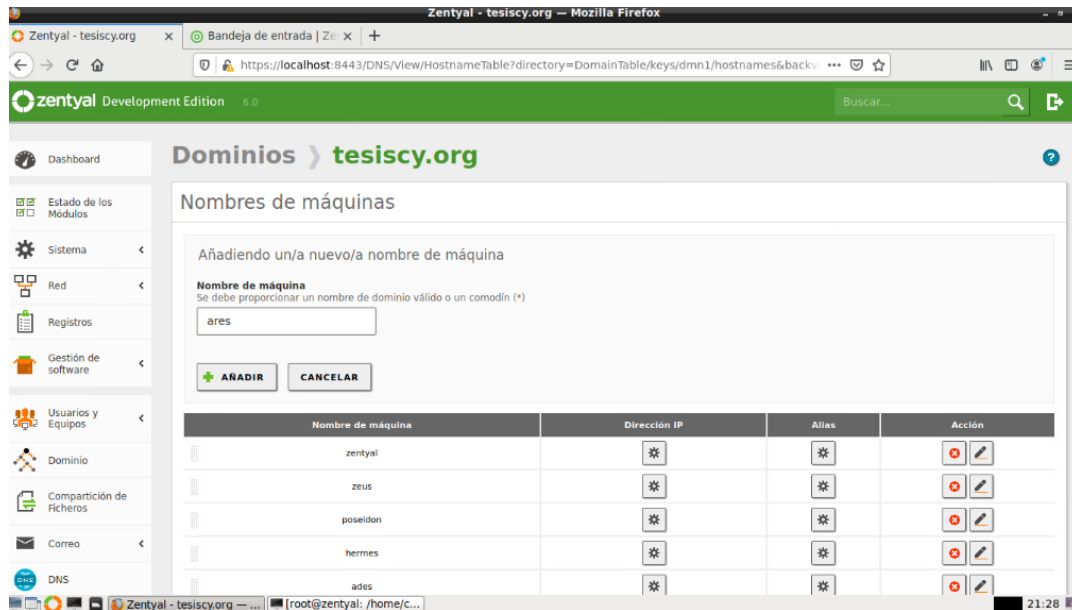 Zentyal - tesiscy.org — Mozilla Firefox
Zentyal - tesiscy.org
Bandeja de entrada | Ze
https://localhost:8443/DNS/View/HostnameTable?directory=DomainTable/keys/dmn1/hostnames&backv
zentyal Development Edition 6.0
Buscar...
Dashboard
Estado de los
Módulos
Sistema
Red
Registros
Gestión de
software
Usuarios y
Equipos
Dominio
Compartición de
Ficheros
Correo
DNS
DNS
Dominios
tesiscy.org
?
Nombres de máquinas
Añadiendo un/a nuevo/a nombre de máquina
Nombre de máquina
Se debe proporcionar un nombre de dominio válido o un comodín (*)
ares
AÑADIR
CANCELAR
Nombre de máquina Dirección IP Alias Acción
zentyal
zeus
poseidon
hermes
ades
Zentyal - tesiscy.org — ...
[root@zentyal: /home/c...
21:28